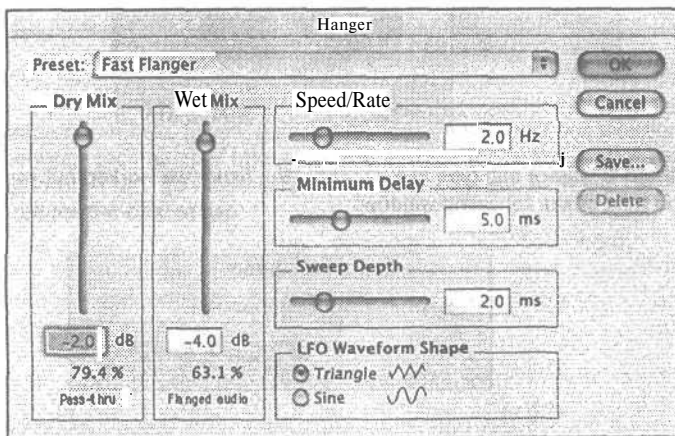 Hanger
Preset: Fast Flanger
OK
Dry Mix
Wet Mix
Speed/Rate
Cancel
2.0 Hz
Save...
Minimum Delay
Delete
5.0 ms
Sweep Depth
2.0 ms
-2.0 dB
-4.0 dB
LFO Waveform Shape
79.4 %
63.1 %
Triangle
Pass-thru
Flanged audio
Sine